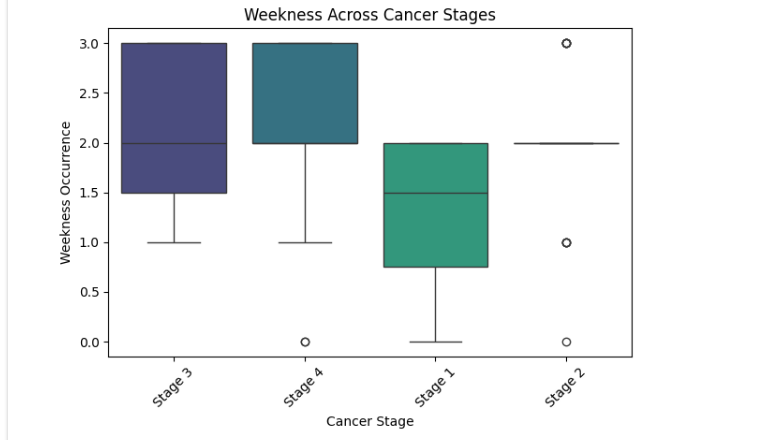 Weekness Across Cancer Stages
3.0
2.5
2.0
1.5
1.0
0.5
0.0
Weekness Occurrence
Stage 3
Stage 4
Stage 1
Stage 2
Cancer Stage